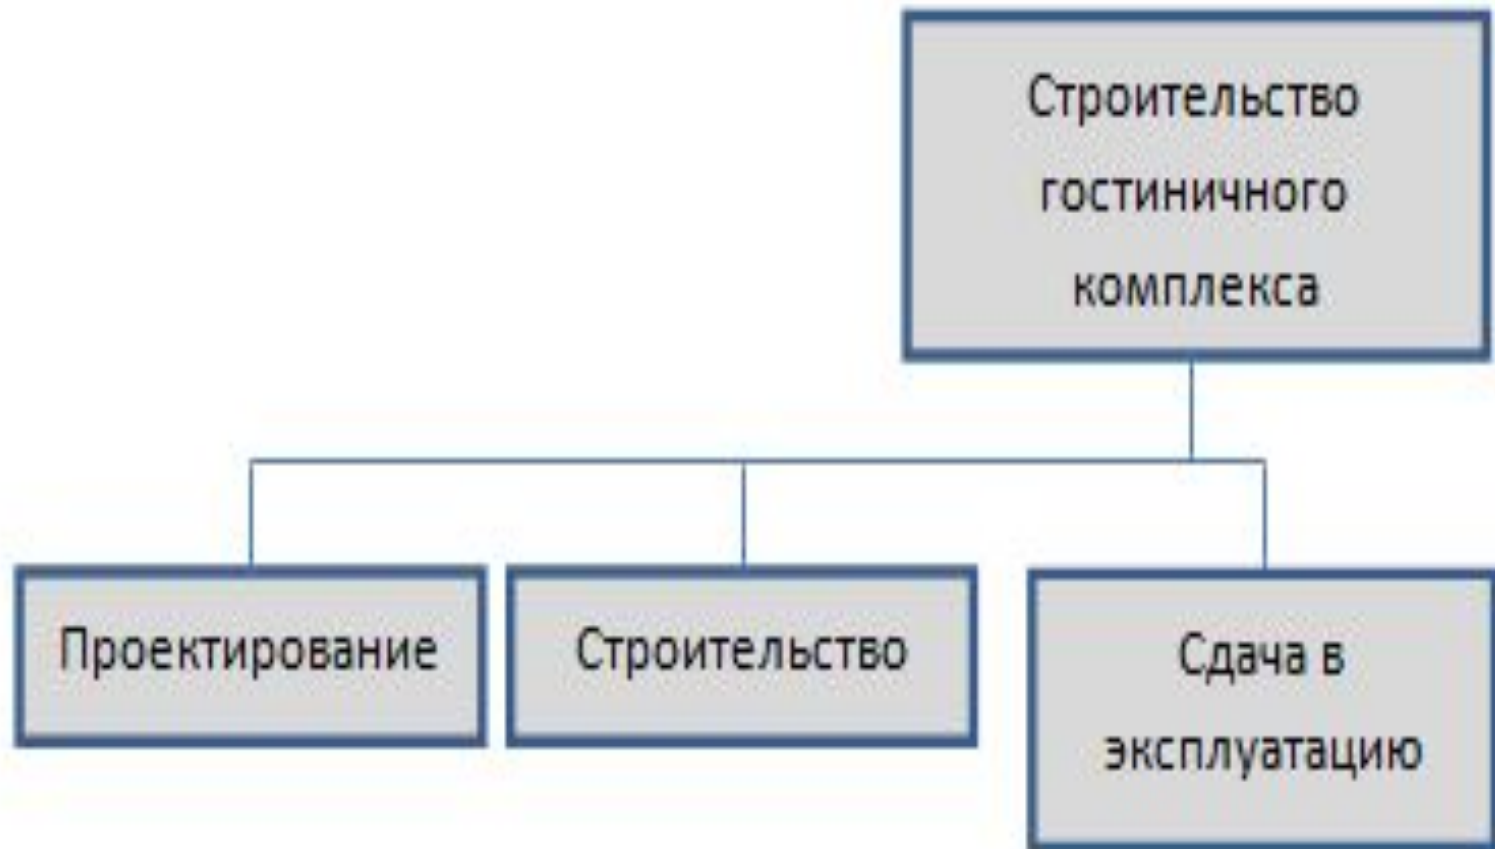 Строительство
гостиничного
комплекса
Проектирование
Строительство
Сдача в
эксплуатацию